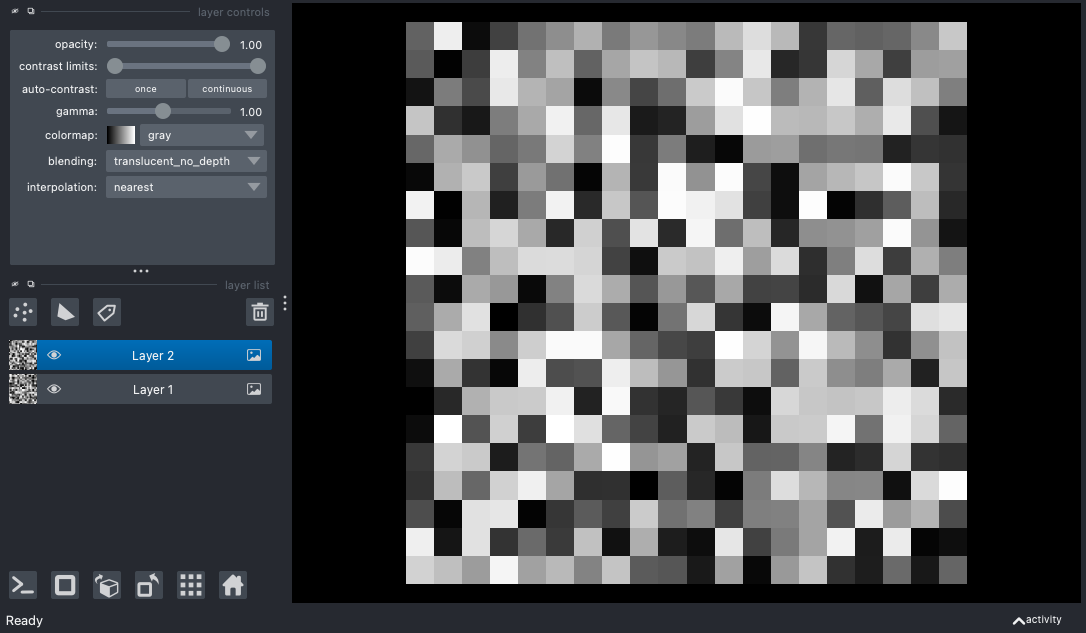 layer controls
opacity: 1.00
contrast limits:
auto-contrast: once continuous
gamma: 1.00
colormap: gray
blending: translucent_no_depth
interpolation: nearest
layer list
Layer 2
Layer 1
Ready
activity